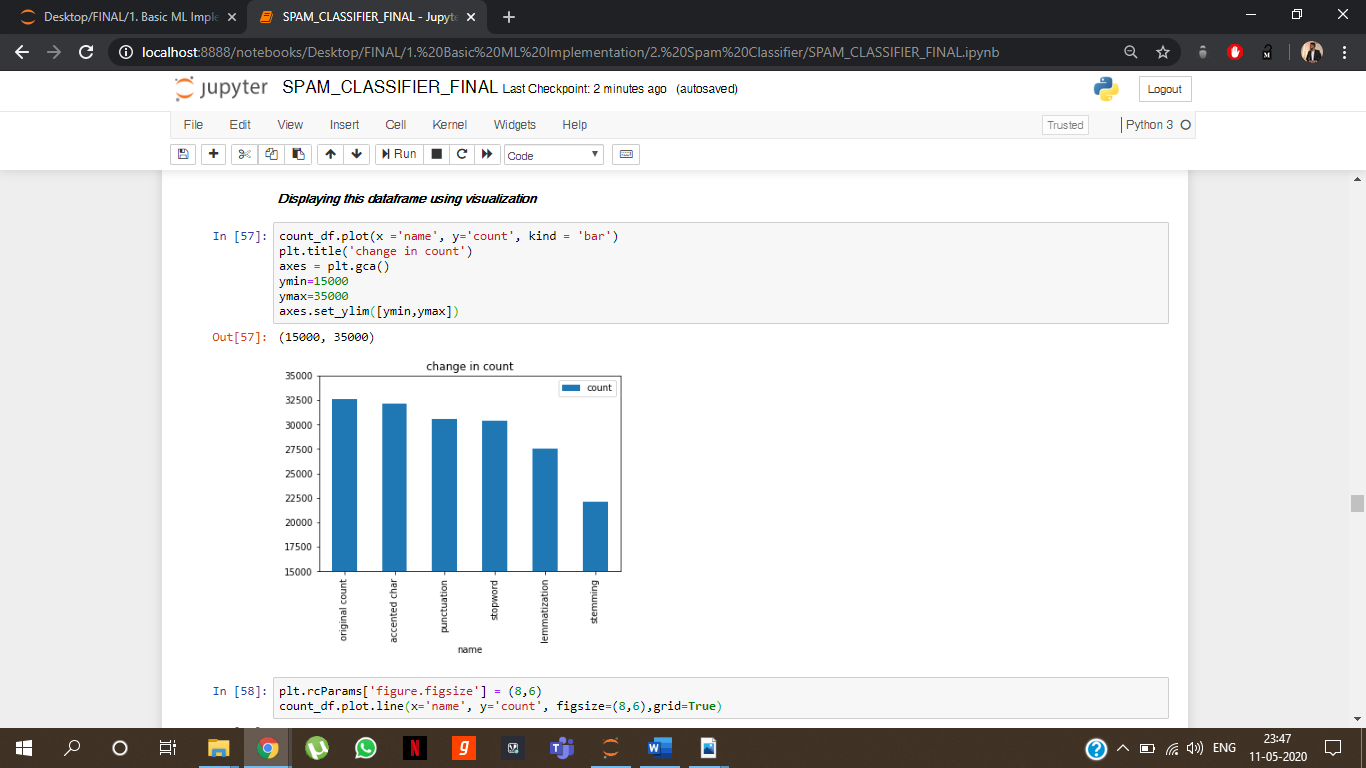 Desktop/FINAL/1. Basic ML Imple
SPAM_CLASSIFIER_FINAL - Jupyte
localhost:8888/notebooks/Desktop/FINAL/1.%20Basic%20ML%20Implementation/2.%20Spam%20Classifier/SPAM_CLASSIFIER_FINAL.ipynb
jupyter SPAM_CLASSIFIER_FINAL Last Checkpoint: 2 minutes ago (autosaved)
Logout
File Edit View Insert Cell Kernel Widgets Help
Trusted
Python 3
Run
Code
Displaying this dataframe using visualization
In [57]: count_df.plot(x ='name', y='count', kind = 'bar')
plt.title('change in count')
axes = plt.gca()
ymin=15000
ymax=35000
axes.set_ylim([ymin,ymax])
Out[57]: (15000, 35000)
change in count
count
35000
32500
30000
27500
25000
22500
20000
17500
15000
original count
accented char
punctuation
stopword
lemmatization
stemming
name
In [58]: plt.rcParams['figure.figsize'] = (8,6)
count_df.plot.line(x='name', y='count', figsize=(8,6),grid=True)
ENG
23:47
11-05-2020